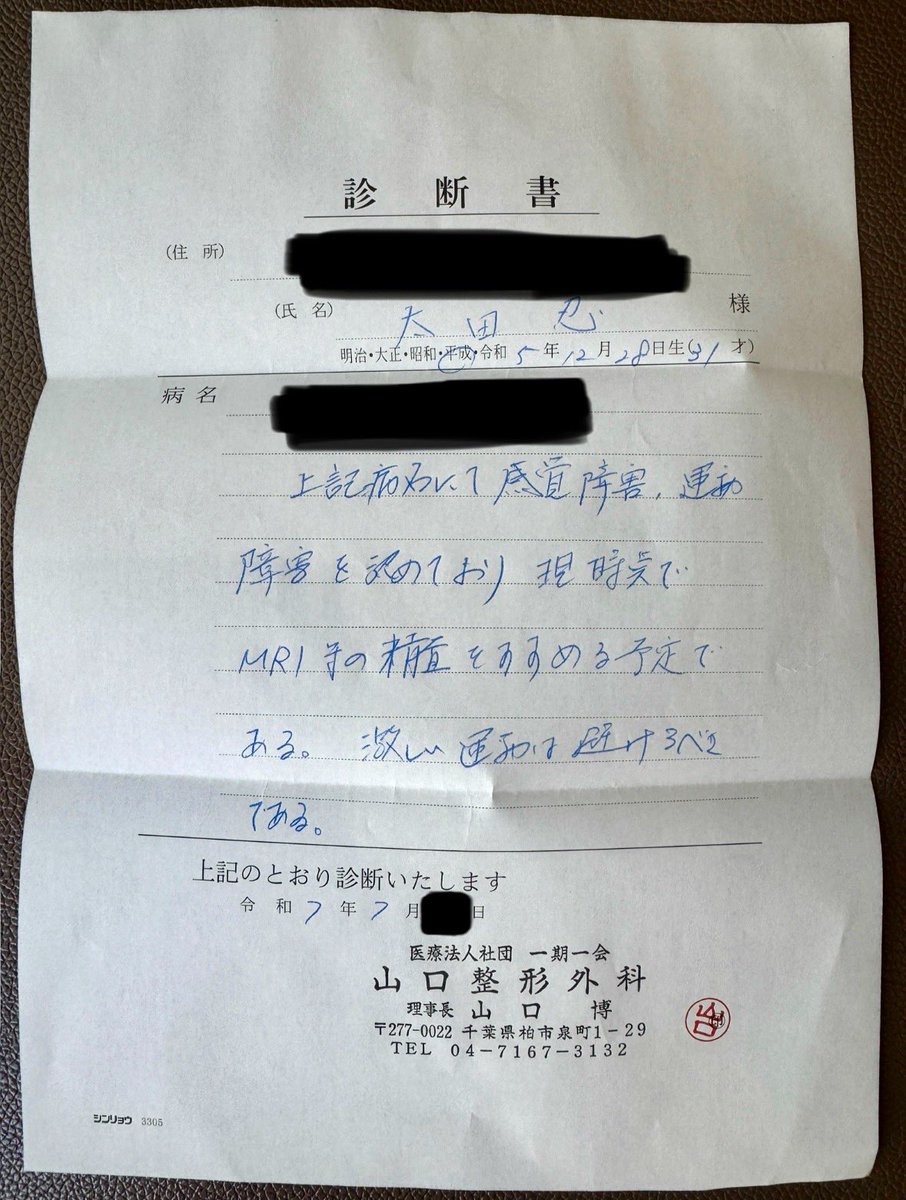 診断書
(住所)
(氏名) 太田 忍 様
明治・大正・昭和・平成・令和 5年12月28日生(31才)
病名
上記病名にて感覚障害、運動
障害を認めており現時点で
MRI等の精査をすすめる予定で
ある。激しい運動は避けるべき
である。
上記のとおり診断いたします
令和7年7月 日
医療法人社団 一期一会
山口整形外科
理事長 山口 博
〒277-0022 千葉県柏市泉町1-29
TEL 04-7167-3132
シンリョウ 3305